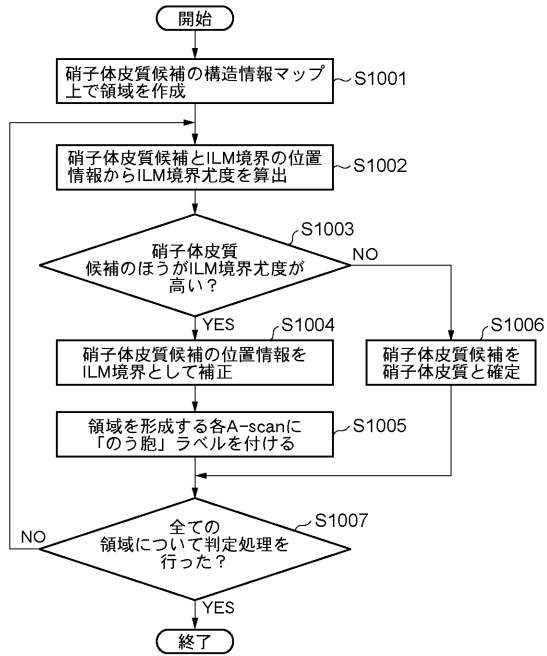 開始
硝子体皮質候補の構造情報マップ
上で領域を作成
S1001
硝子体皮質候補とILM境界の位置
情報からILM境界尤度を算出
S1002
S1003
硝子体皮質
候補のほうがILM境界尤度が
高い？
NO
YES
S1004
硝子体皮質候補の位置情報を
ILM境界として補正
S1006
硝子体皮質候補を
硝子体皮質と確定
領域を形成する各A-scanに
「のう胞」ラベルを付ける
S1005
S1007
全ての
領域について判定処理を
行った？
NO
YES
終了